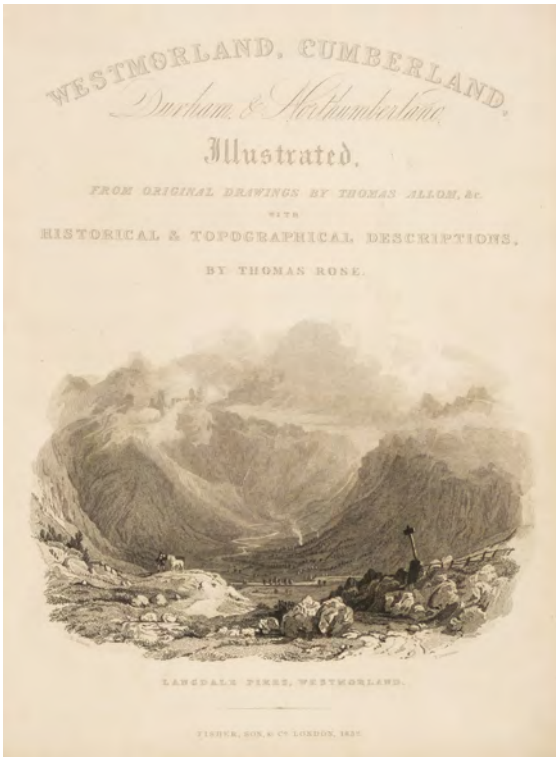 WESTMORLAND, CUMBERLAND,
Durham, & Northumberland,
Illustrated,
FROM ORIGINAL DRAWINGS BY THOMAS ALLOM, &c.
WITH
HISTORICAL & TOPOGRAPHICAL DESCRIPTIONS,
BY THOMAS ROSE.
LANGDALE PIKES, WESTMORLAND.
FISHER, SON & Co. LONDON,